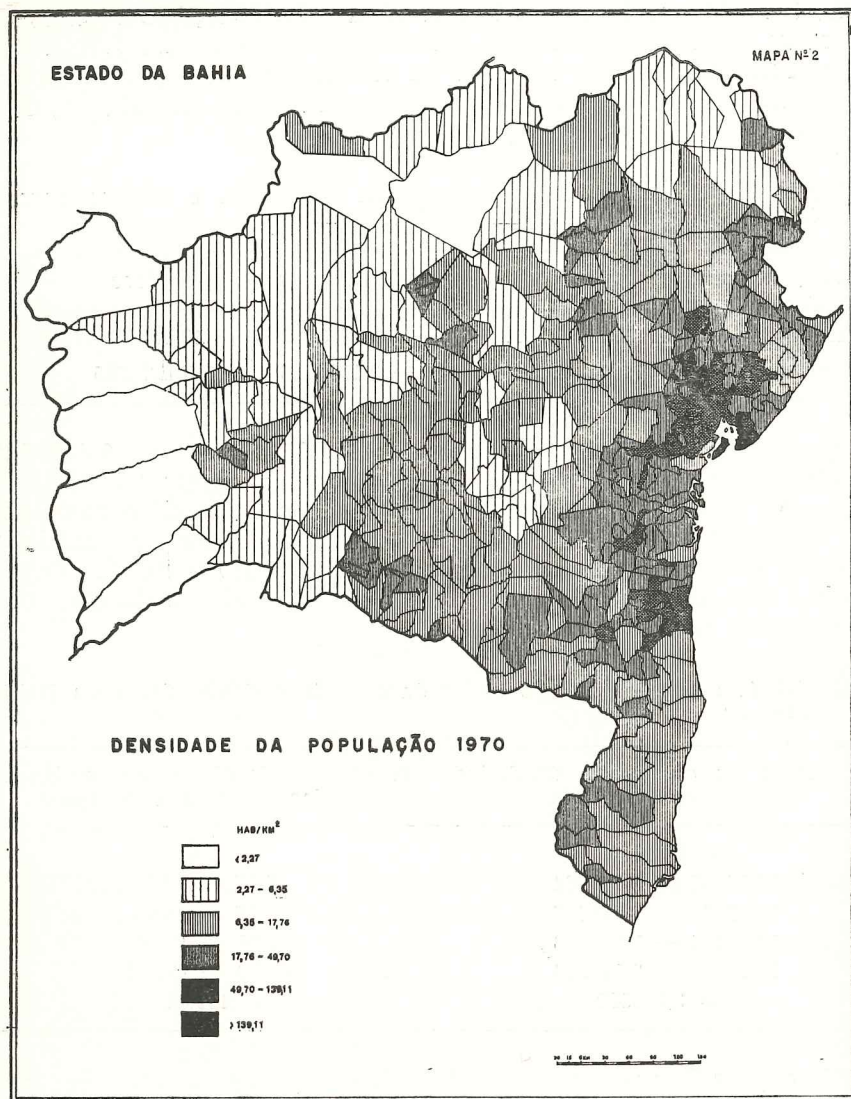 ESTADO DA BAHIA
MAPA Nº 2
DENSIDADE DA POPULAÇÃO 1970
HAB/KM²
< 2,27
2,27 - 6,35
6,35 - 17,76
17,76 - 49,70
49,70 - 139,11
> 139,11